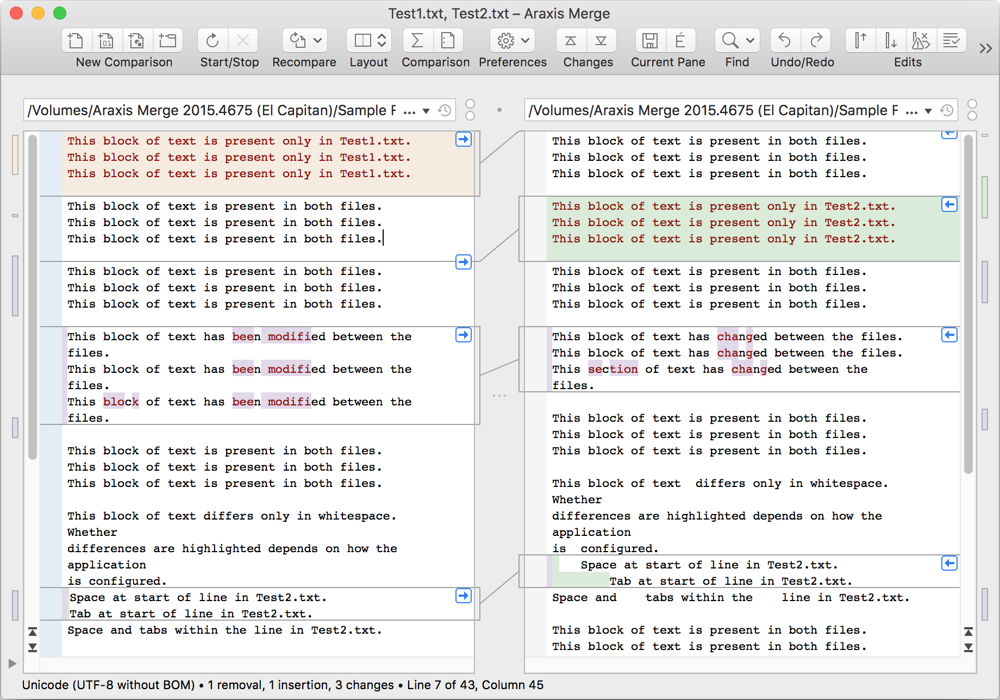 Test1.txt, Test2.txt – Araxis Merge
New Comparison Start/Stop Recompare Layout Comparison Preferences Changes Current Pane Find Undo/Redo Edits
/Volumes/Araxis Merge 2015.4675 (El Capitan)/Sample F ...
This block of text is present only in Test1.txt.
This block of text is present only in Test1.txt.
This block of text is present only in Test1.txt.
This block of text is present in both files.
This block of text is present in both files.
This block of text is present in both files.
This block of text is present in both files.
This block of text is present in both files.
This block of text is present in both files.
This block of text has been modified between the
files.
This block of text has been modified between the
files.
This block of text has been modified between the
files.
This block of text is present in both files.
This block of text is present in both files.
This block of text is present in both files.
This block of text differs only in whitespace.
Whether
differences are highlighted depends on how the
application
is configured.
Space at start of line in Test2.txt.
Tab at start of line in Test2.txt.
Space and tabs within the line in Test2.txt.
/Volumes/Araxis Merge 2015.4675 (El Capitan)/Sample F ...
This block of text is present in both files.
This block of text is present in both files.
This block of text is present in both files.
This block of text is present only in Test2.txt.
This block of text is present only in Test2.txt.
This block of text is present only in Test2.txt.
This block of text is present in both files.
This block of text is present in both files.
This block of text is present in both files.
This block of text has changed between the files.
This block of text has changed between the files.
This section of text has changed between the
files.
This block of text is present in both files.
This block of text is present in both files.
This block of text is present in both files.
This block of text  differs only in whitespace.
Whether
differences are highlighted depends on how the
application
is  configured.
    Space at start of line in Test2.txt.
        Tab at start of line in Test2.txt.
Space and    tabs within the    line in Test2.txt.
This block of text is present in both files.
This block of text is present in both files.
Unicode (UTF-8 without BOM) • 1 removal, 1 insertion, 3 changes • Line 7 of 43, Column 45